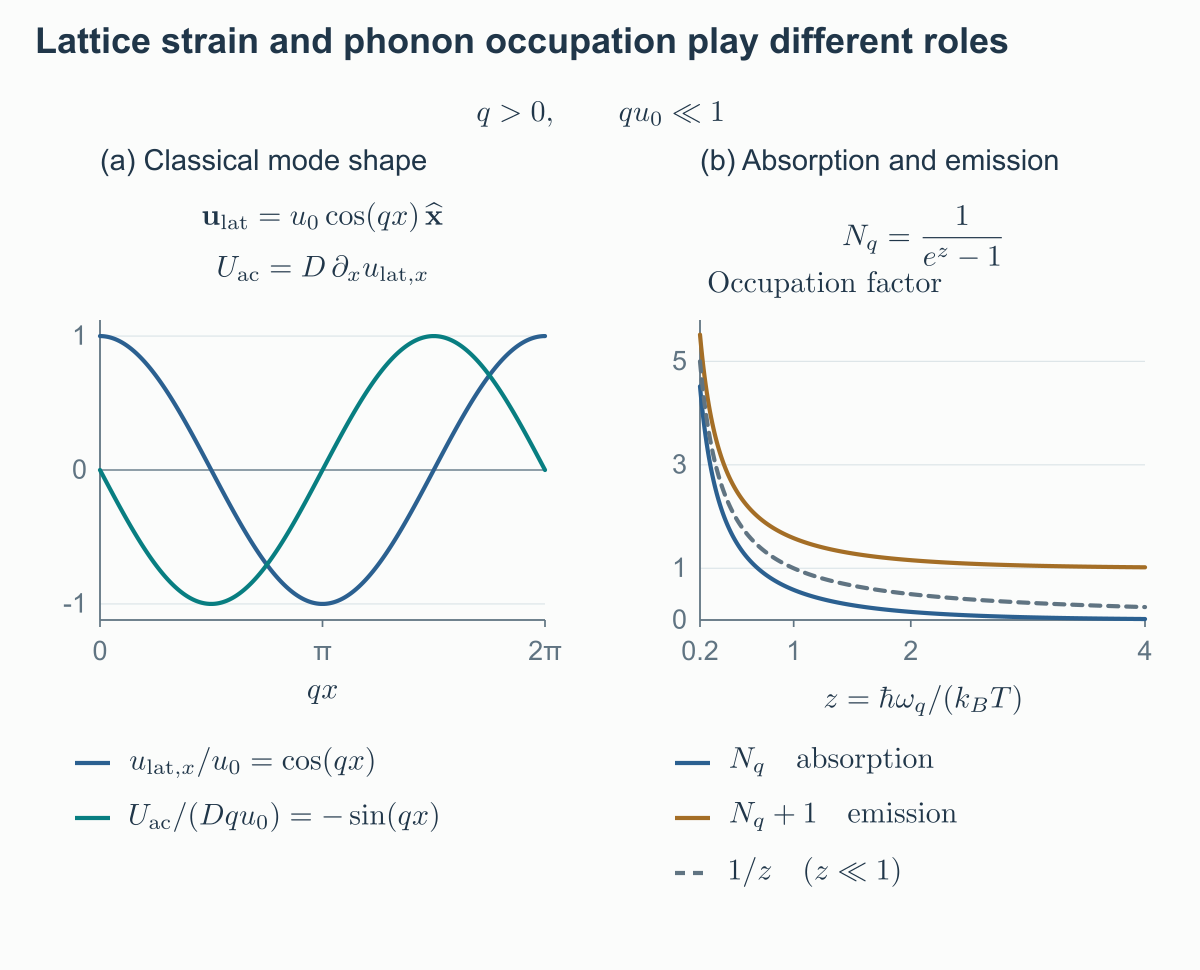 Lattice strain and phonon occupation play different roles
q > 0, qu₀ ≪ 1
(a) Classical mode shape
𝐮_lat = u₀ cos(qx) 𝐱̂
U_ac = D ∂ₓu_lat,x
1
0
-1
0 π 2π
qx
u_lat,x/u₀ = cos(qx)
U_ac/(Dqu₀) = − sin(qx)
(b) Absorption and emission
N_q = 1/(e^z − 1)
Occupation factor
5
3
1
0
0.2 1 2 4
z = ℏω_q/(k_BT)
N_q absorption
N_q + 1 emission
1/z (z ≪ 1)